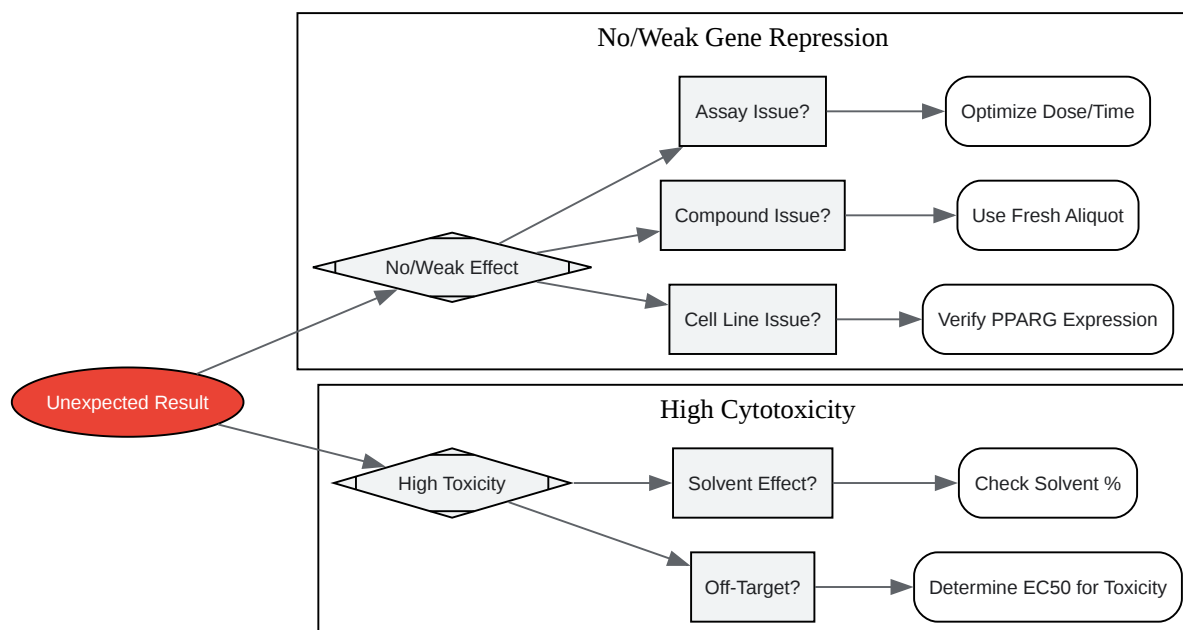 No/Weak Gene Repression
Assay Issue?
Optimize Dose/Time
Compound Issue?
Use Fresh Aliquot
No/Weak Effect
Cell Line Issue?
Verify PPARG Expression
Unexpected Result
High Cytotoxicity
High Toxicity
Solvent Effect?
Check Solvent %
Off-Target?
Determine EC50 for Toxicity